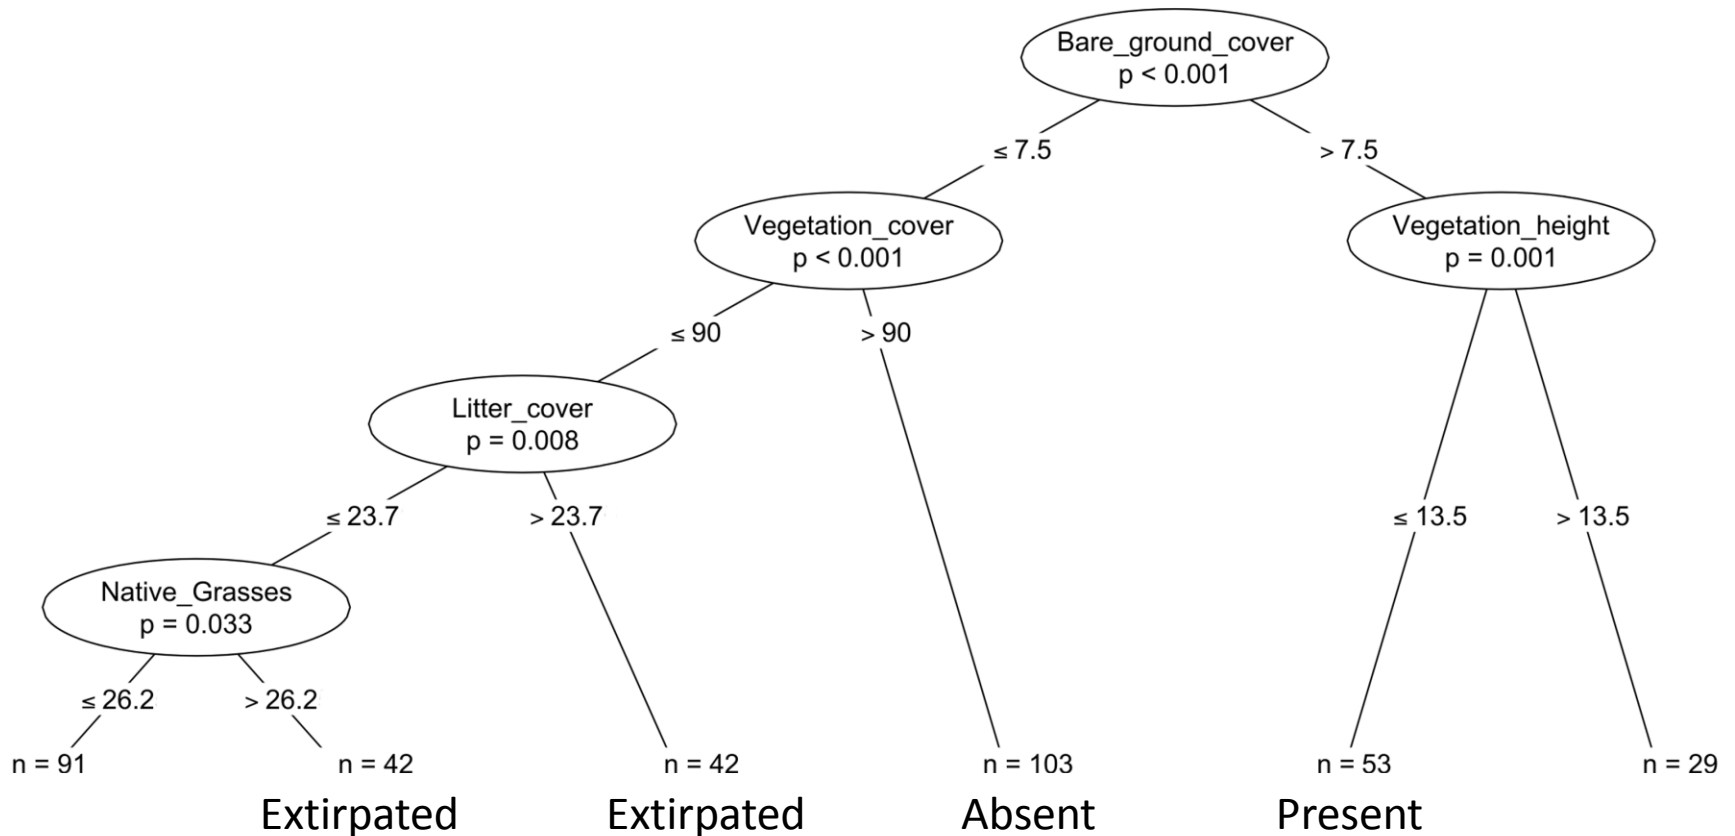 Bare_ground_cover
p < 0.001
≤ 7.5
> 7.5
Vegetation_cover
p < 0.001
Vegetation_height
p = 0.001
≤ 90
> 90
Litter_cover
p = 0.008
≤ 23.7
> 23.7
≤ 13.5
> 13.5
Native_Grasses
p = 0.033
≤ 26.2
> 26.2
n = 91
n = 42
n = 42
n = 103
n = 53
n = 29
Extirpated
Extirpated
Absent
Present